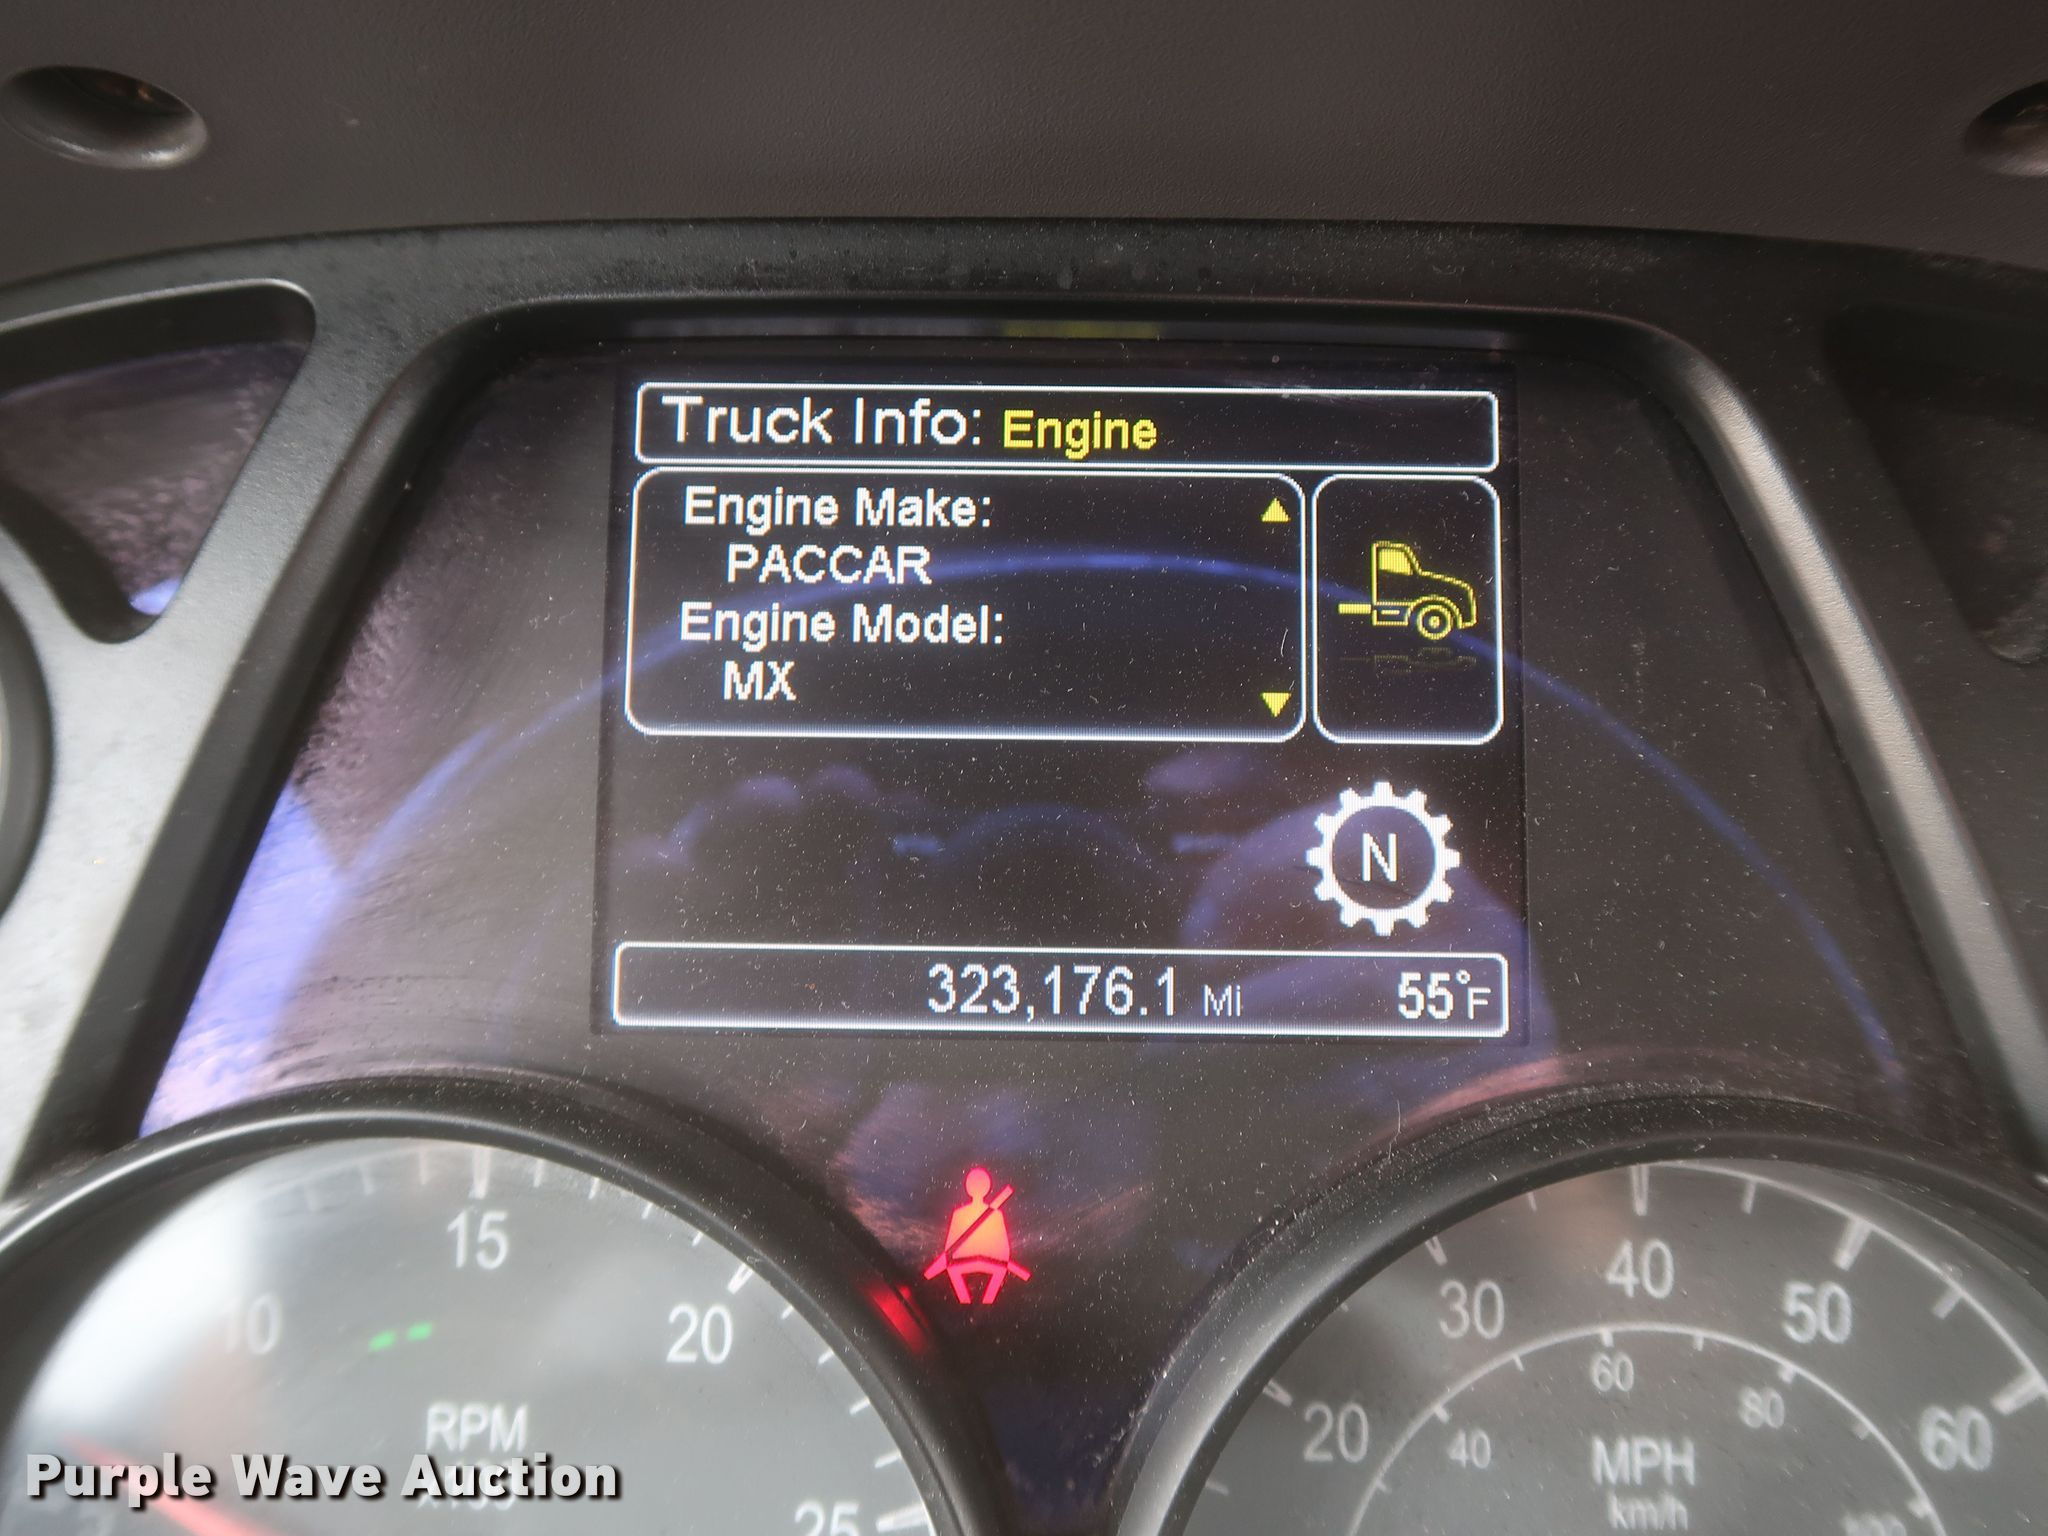 Truck Info: Engine
Engine Make:
PACCAR
Engine Model:
MX
N
323,176.1 Mi 55°F
10 15 20 25
RPM
20 30 40 50 60
40 60 80
MPH
km/h
Purple Wave Auction